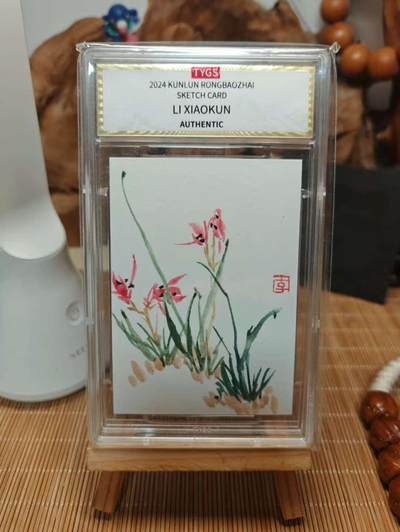 TYGS
2024 KUNLUN RONGBAOZHAI
SKETCH CARD
LI XIAOKUN
AUTHENTIC